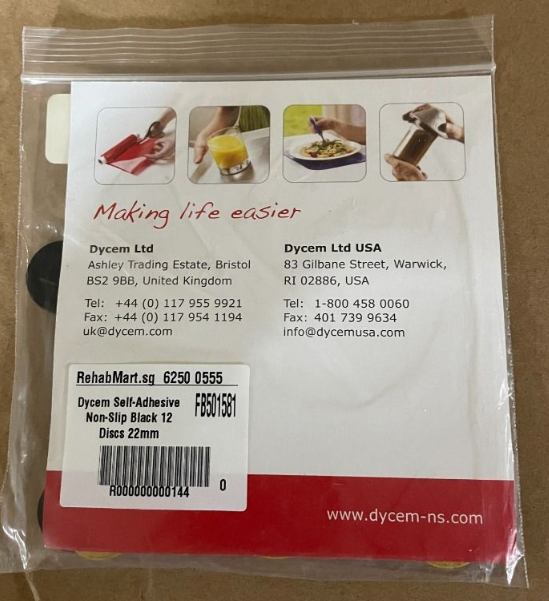 Making life easier
Dycem Ltd
Ashley Trading Estate, Bristol
BS2 9BB, United Kingdom
Tel: +44 (0) 117 955 9921
Fax: +44 (0) 117 954 1194
uk@dycem.com
Dycem Ltd USA
83 Gilbane Street, Warwick,
RI 02886, USA
Tel: 1-800 458 0060
Fax: 401 739 9634
info@dycemusa.com
RehabMart.sg 6250 0555
Dycem Self-Adhesive
Non-Slip Black 12
Discs 22mm
FB501581
R000000000144
0
www.dycem-ns.com